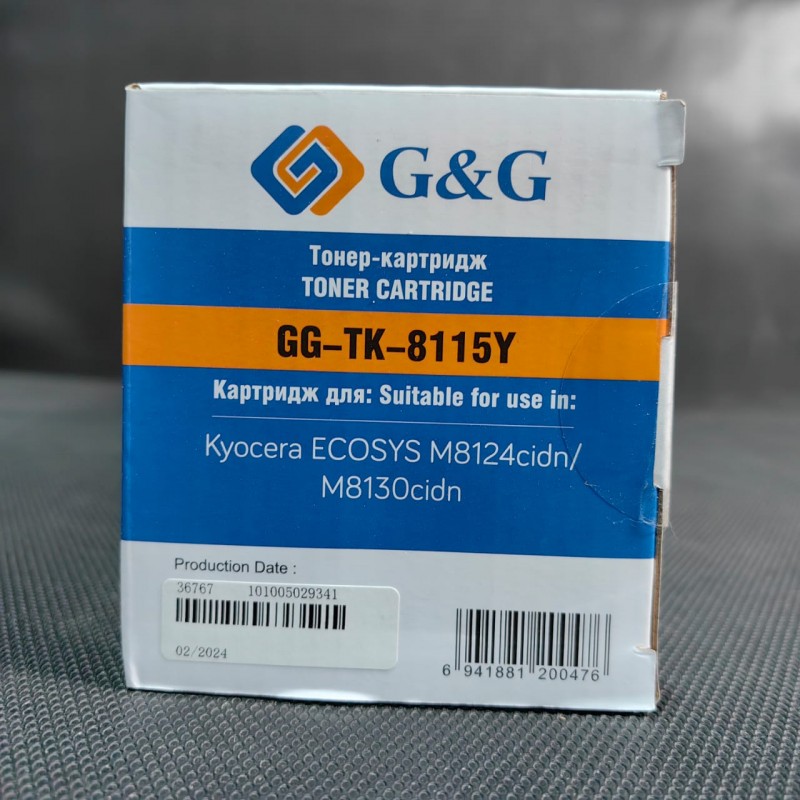 G&G
Тонер-картридж
TONER CARTRIDGE
GG-TK-8115Y
Картридж для: Suitable for use in:
Kyocera ECOSYS M8124cidn/
M8130cidn
Production Date :
36767 101005029341
02/2024
6 941881 200476